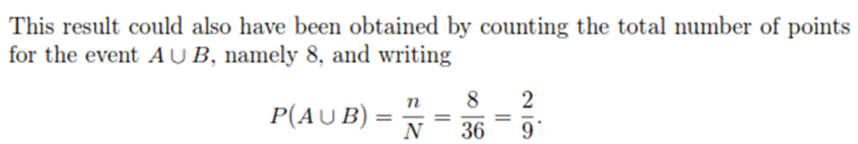 This result could also have been obtained by counting the total number of points
for the event A ∪ B, namely 8, and writing
P(A ∪ B) = n/N = 8/36 = 2/9.